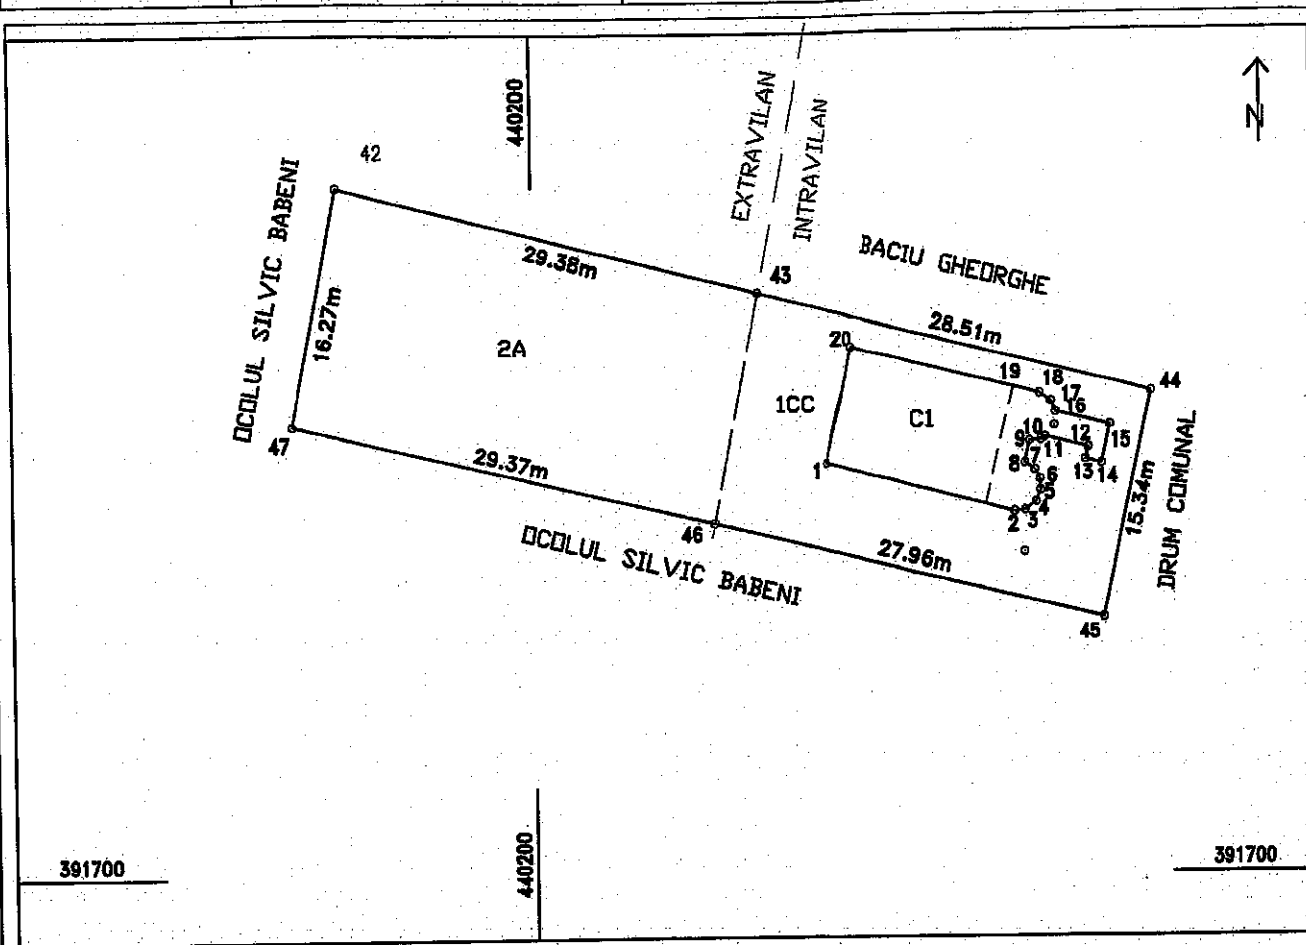 440200
EXTRAVILAN
INTRAVILAN
N
42
OCOLUL SILVIC BABENI
29.38m
43
BACIU GHEORGHE
16.27m
2A
28.51m
20
19
18
17
16
44
1CC
C1
15
10
12
9
11
47
29.37m
1
8
7
13
14
6
5
15.34m
DRUM COMUNAL
2
3
4
46
OCOLUL SILVIC BABENI
27.96m
45
440200
391700
391700